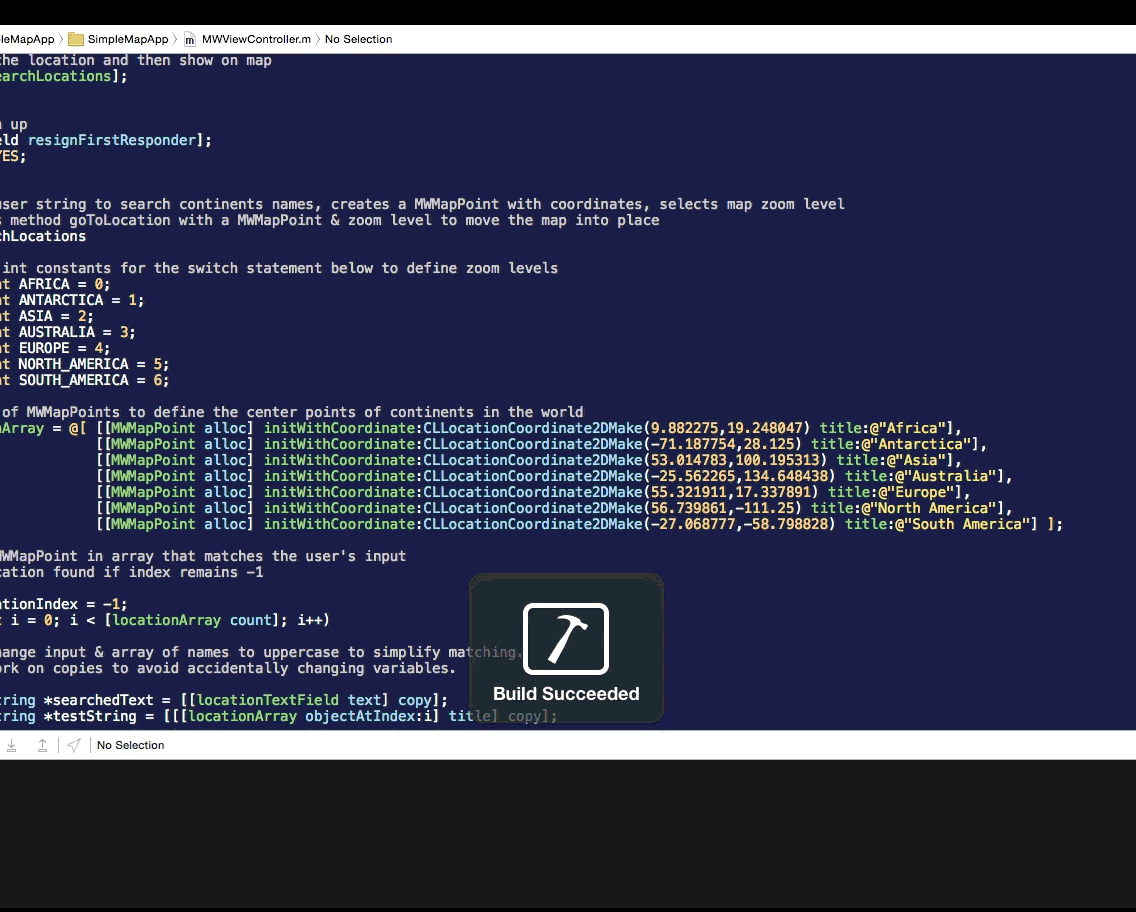 leMapApp 〉 SimpleMapApp 〉 m MWViewController.m 〉 No Selection
the location and then show on map
earchLocations];
up
eld resignFirstResponder];
YES;
user string to search continents names, creates a MWMapPoint with coordinates, selects map zoom level
s method goToLocation with a MWMapPoint & zoom level to move the map into place
chLocations
int constants for the switch statement below to define zoom levels
nt AFRICA = 0;
nt ANTARCTICA = 1;
nt ASIA = 2;
nt AUSTRALIA = 3;
nt EUROPE = 4;
nt NORTH_AMERICA = 5;
nt SOUTH_AMERICA = 6;
of MWMapPoints to define the center points of continents in the world
nArray = @[ [[MWMapPoint alloc] initWithCoordinate:CLLocationCoordinate2DMake(9.882275,19.248047) title:@"Africa"],
[[MWMapPoint alloc] initWithCoordinate:CLLocationCoordinate2DMake(-71.187754,28.125) title:@"Antarctica"],
[[MWMapPoint alloc] initWithCoordinate:CLLocationCoordinate2DMake(53.014783,100.195313) title:@"Asia"],
[[MWMapPoint alloc] initWithCoordinate:CLLocationCoordinate2DMake(-25.562265,134.648438) title:@"Australia"],
[[MWMapPoint alloc] initWithCoordinate:CLLocationCoordinate2DMake(55.321911,17.337891) title:@"Europe"],
[[MWMapPoint alloc] initWithCoordinate:CLLocationCoordinate2DMake(56.739861,-111.25) title:@"North America"],
[[MWMapPoint alloc] initWithCoordinate:CLLocationCoordinate2DMake(-27.068777,-58.798828) title:@"South America"] ];
MWMapPoint in array that matches the user's input
cation found if index remains -1
ationIndex = -1;
t i = 0; i < [locationArray count]; i++)
hange input & array of names to uppercase to simplify matching.
ork on copies to avoid accidentally changing variables.
tring *searchedText = [[locationTextField text] copy];
tring *testString = [[[locationArray objectAtIndex:i] title] copy];
Build Succeeded
No Selection